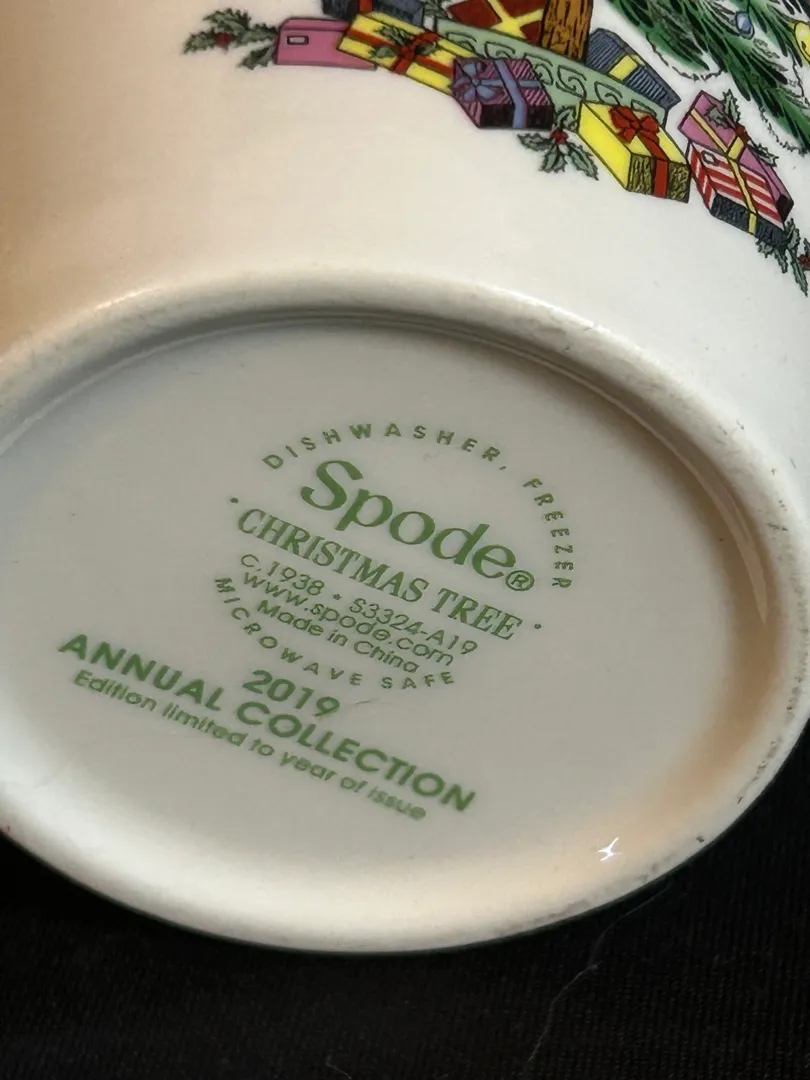 DISHWASHER, FREEZER
Spode®
· CHRISTMAS TREE ·
c.1938 • S3324-A19
www.spode.com
Made in China
MICROWAVE SAFE
2019
ANNUAL COLLECTION
Edition limited to year of issue